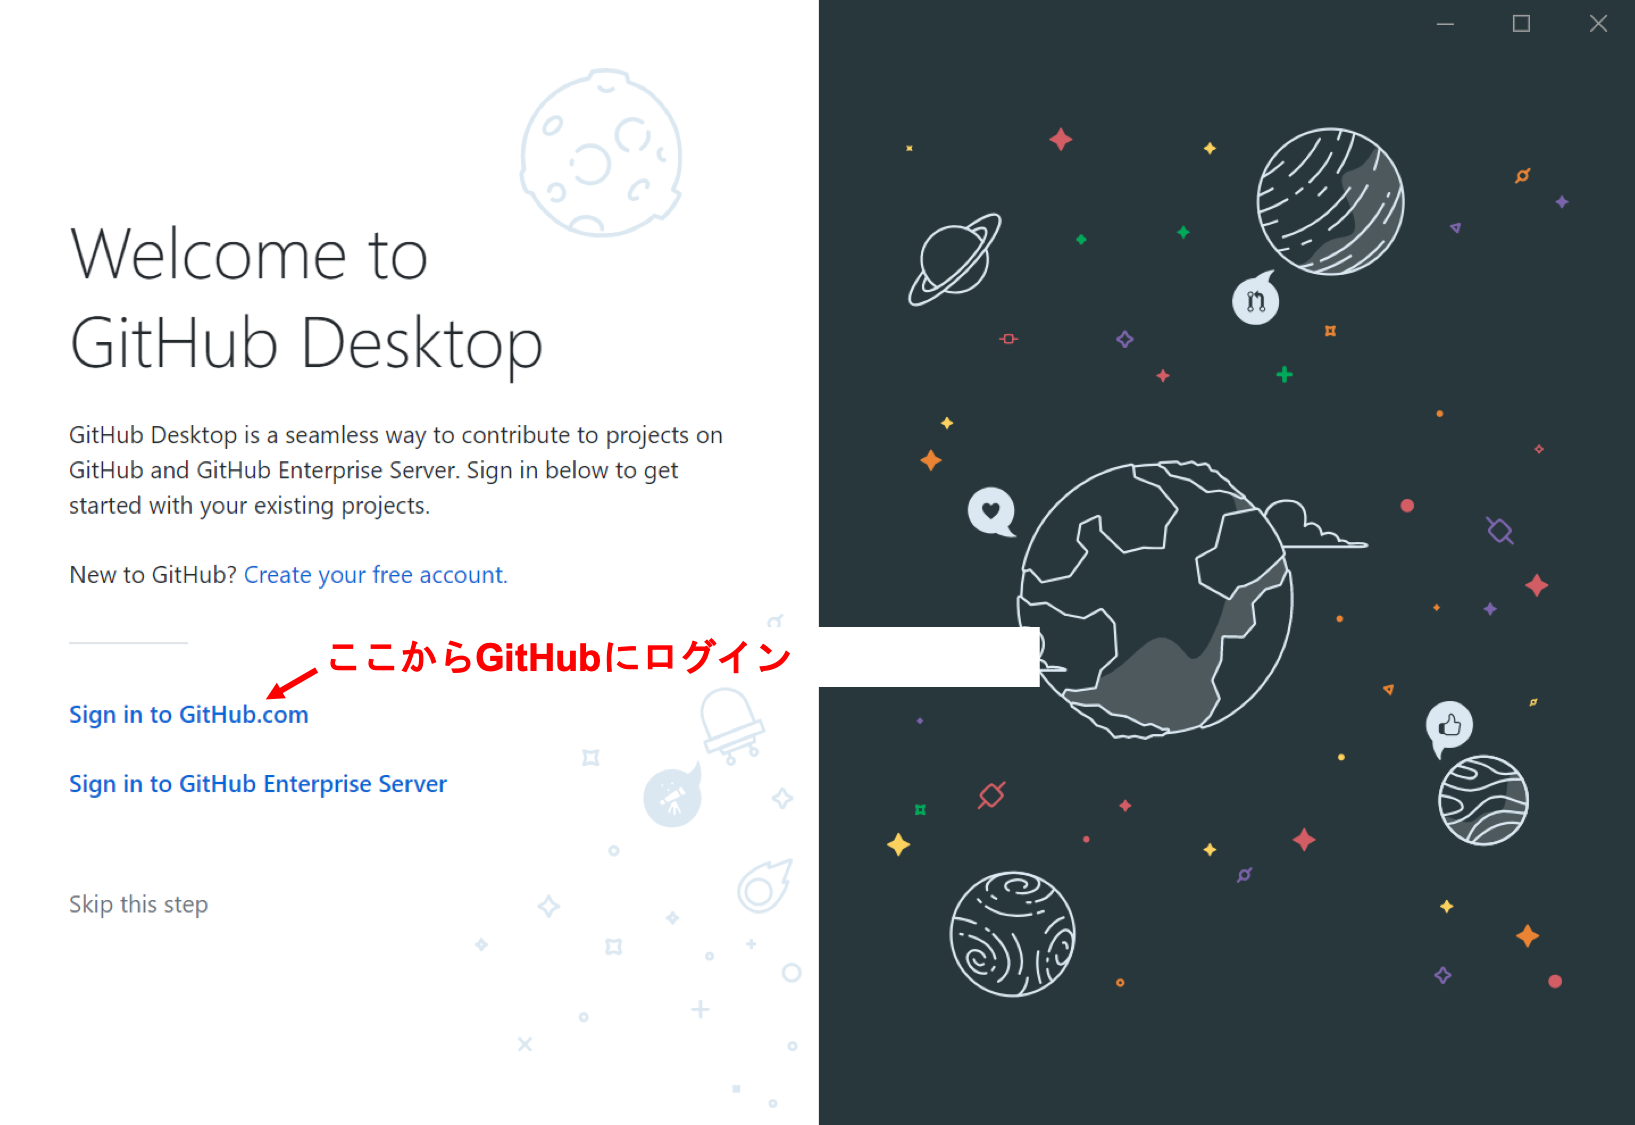 Welcome to
GitHub Desktop
GitHub Desktop is a seamless way to contribute to projects on
GitHub and GitHub Enterprise Server. Sign in below to get
started with your existing projects.
New to GitHub? Create your free account.
ここからGitHubにログイン
Sign in to GitHub.com
Sign in to GitHub Enterprise Server
Skip this step